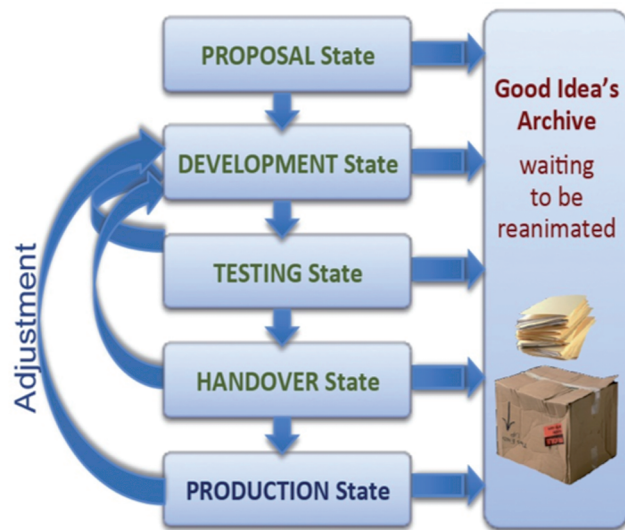 PROPOSAL State
DEVELOPMENT State
TESTING State
HANDOVER State
PRODUCTION State
Adjustment
Good Idea's
Archive
waiting
to be
reanimated